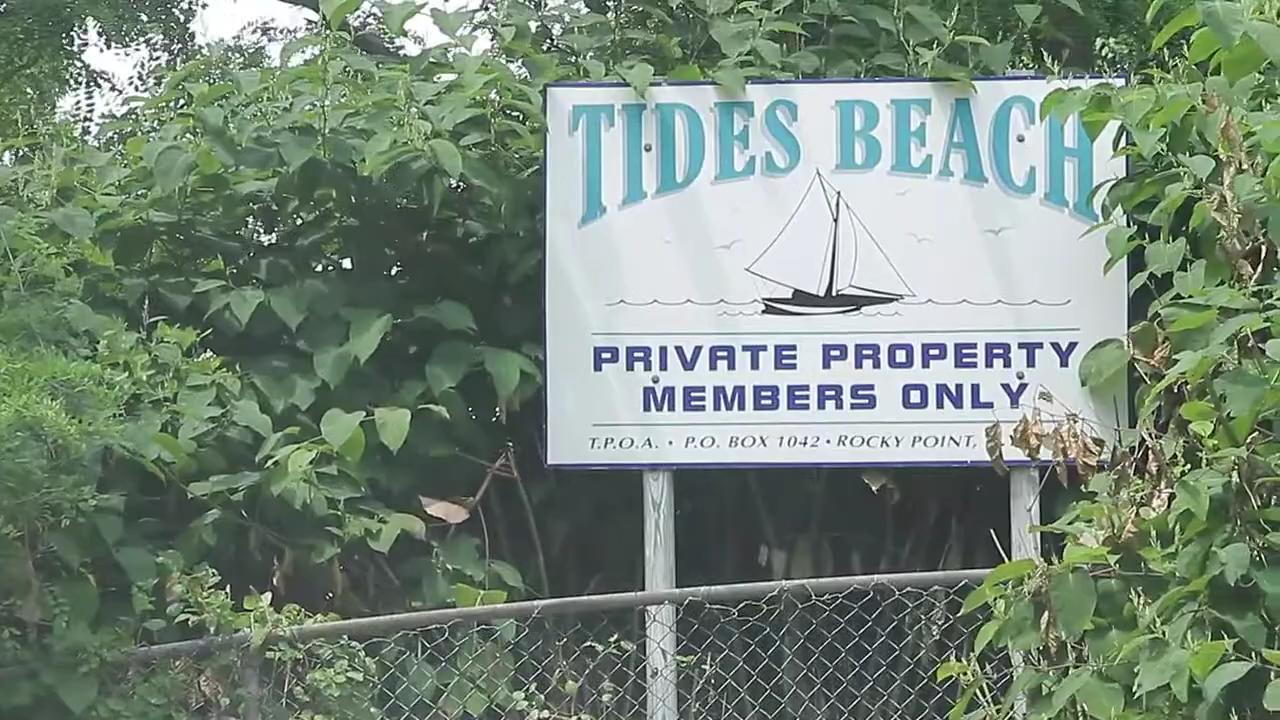 TIDES BEACH
PRIVATE PROPERTY
MEMBERS ONLY
T.P.O.A. • P.O. BOX 1042 • ROCKY POINT,